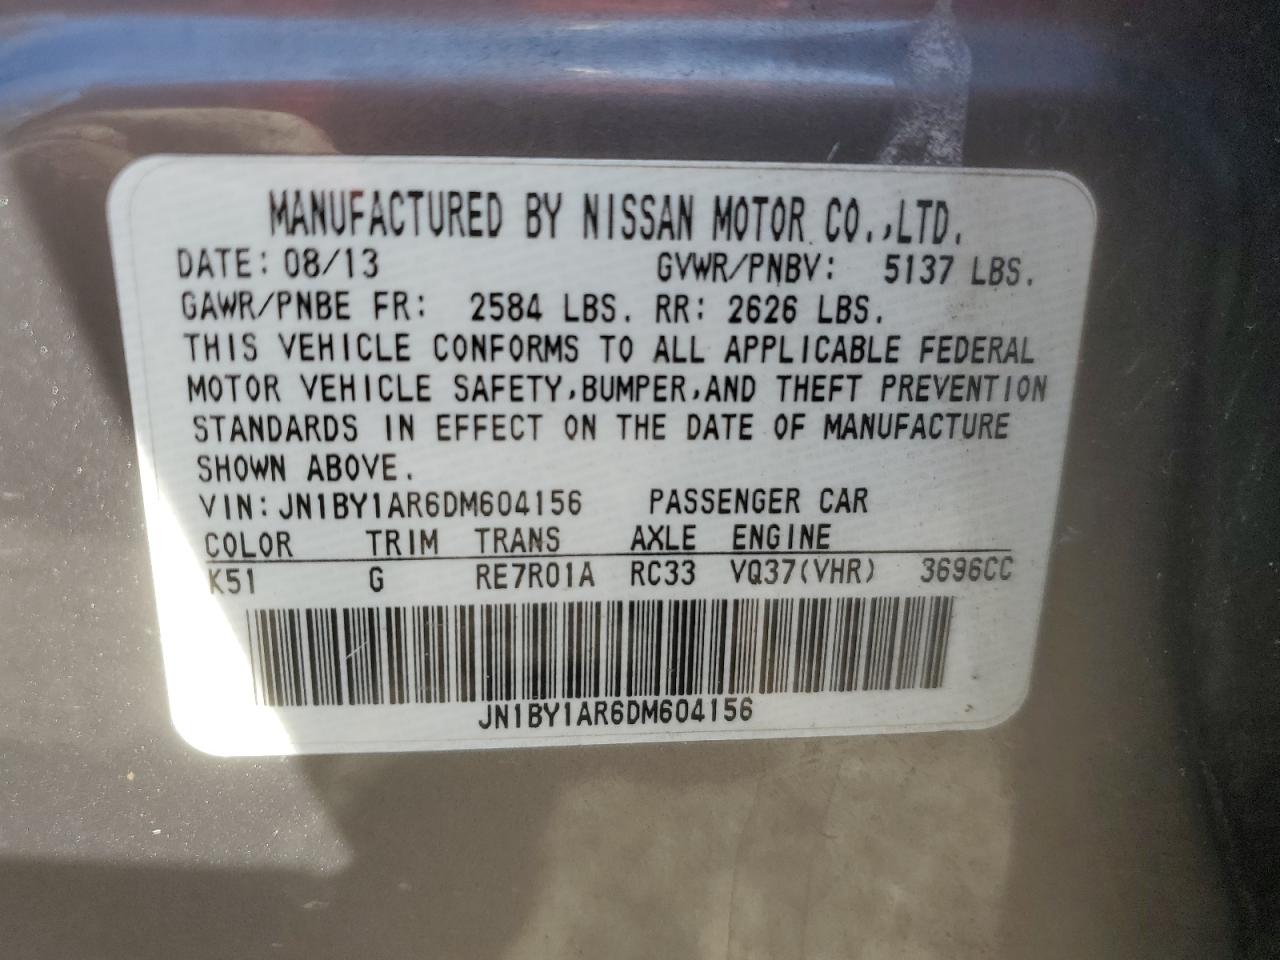 MANUFACTURED BY NISSAN MOTOR CO.,LTD.
DATE: 08/13 GVWR/PNBV: 5137 LBS.
GAWR/PNBE FR: 2584 LBS. RR: 2626 LBS.
THIS VEHICLE CONFORMS TO ALL APPLICABLE FEDERAL
MOTOR VEHICLE SAFETY,BUMPER,AND THEFT PREVENTION
STANDARDS IN EFFECT ON THE DATE OF MANUFACTURE
SHOWN ABOVE.
VIN:JN1BY1AR6DM604156 PASSENGER CAR
COLOR TRIM TRANS AXLE ENGINE
K51 G RE7R01A RC33 VQ37(VHR) 3696CC
JN1BY1AR6DM604156